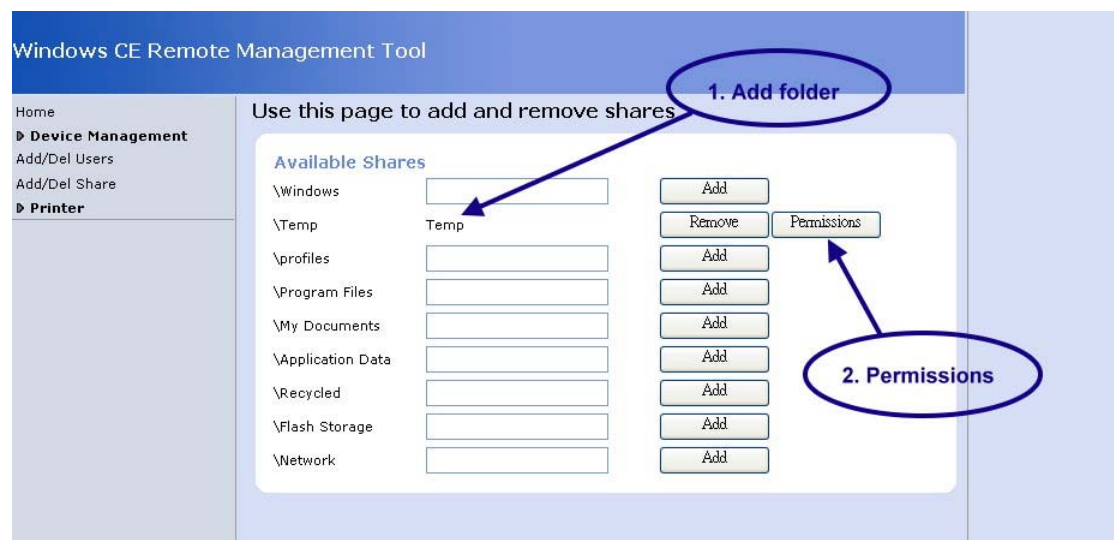 Windows CE Remote Management Tool
1. Add folder
Home
Use this page to add and remove shares
Device Management
Add/Del Users
Available Shares
Add/Del Share
\Windows Add
Printer
\Temp Temp Remove Permissions
\profiles Add
\Program Files Add
\My Documents Add
\Application Data Add
2. Permissions
\Recycled Add
\Flash Storage Add
\Network Add